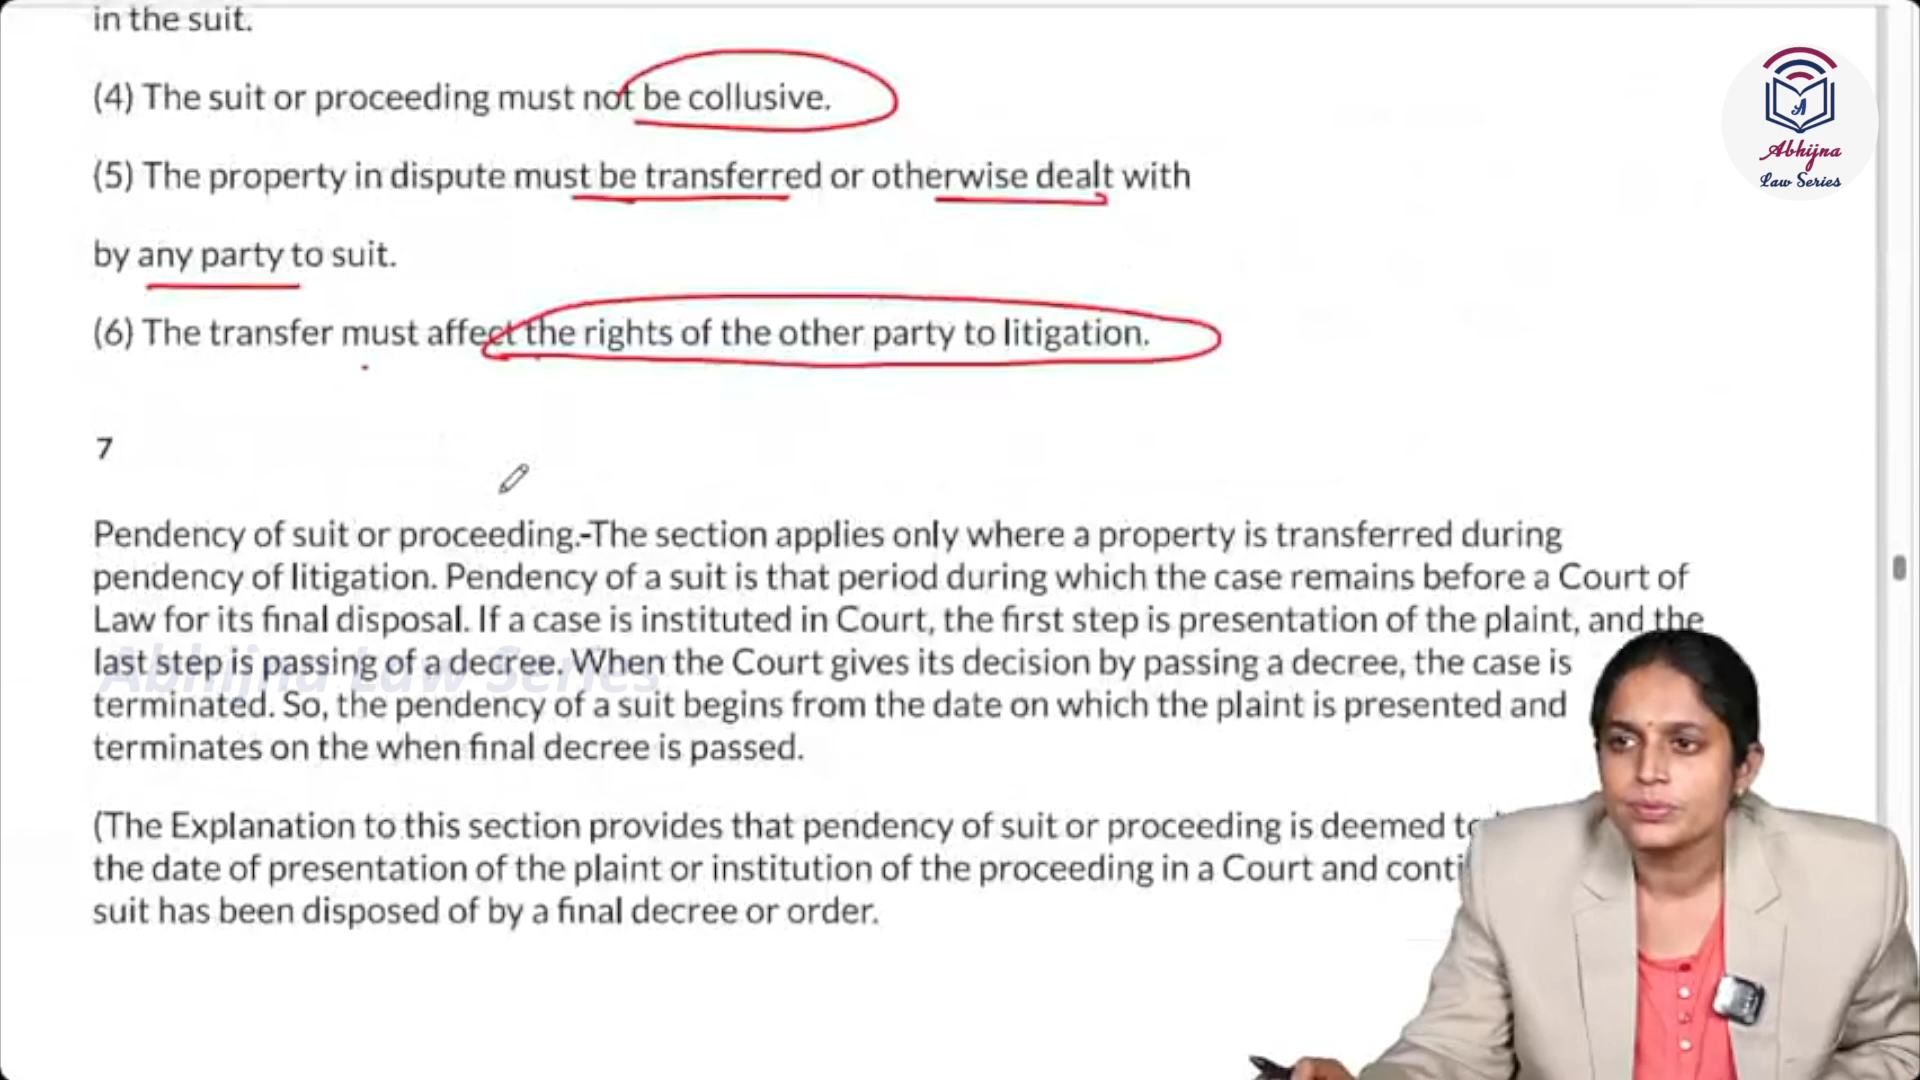 in the suit.
(4) The suit or proceeding must not be collusive.
(5) The property in dispute must be transferred or otherwise dealt with
by any party to suit.
(6) The transfer must affect the rights of the other party to litigation.
7
Pendency of suit or proceeding.-The section applies only where a property is transferred during
pendency of litigation. Pendency of a suit is that period during which the case remains before a Court of
Law for its final disposal. If a case is instituted in Court, the first step is presentation of the plaint, and the
last step is passing of a decree. When the Court gives its decision by passing a decree, the case is
terminated. So, the pendency of a suit begins from the date on which the plaint is presented and
terminates on the when final decree is passed.
(The Explanation to this section provides that pendency of suit or proceeding is deemed
the date of presentation of the plaint or institution of the proceeding in a Court and
suit has been disposed of by a final decree or order.
Abhijna Law Series
A
Abhijna
Law Series